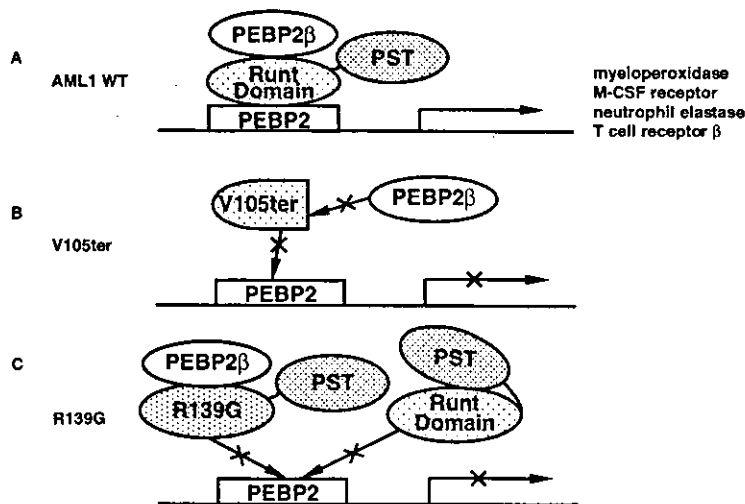 A
AML1 WT
PEBP2β
PST
Runt
Domain
PEBP2
myeloperoxidase
M-CSF receptor
neutrophil elastase
T cell receptor β
B
V105ter
V105ter
PEBP2β
PEBP2
C
R139G
PEBP2β
PST
R139G
PST
Runt
Domain
PEBP2